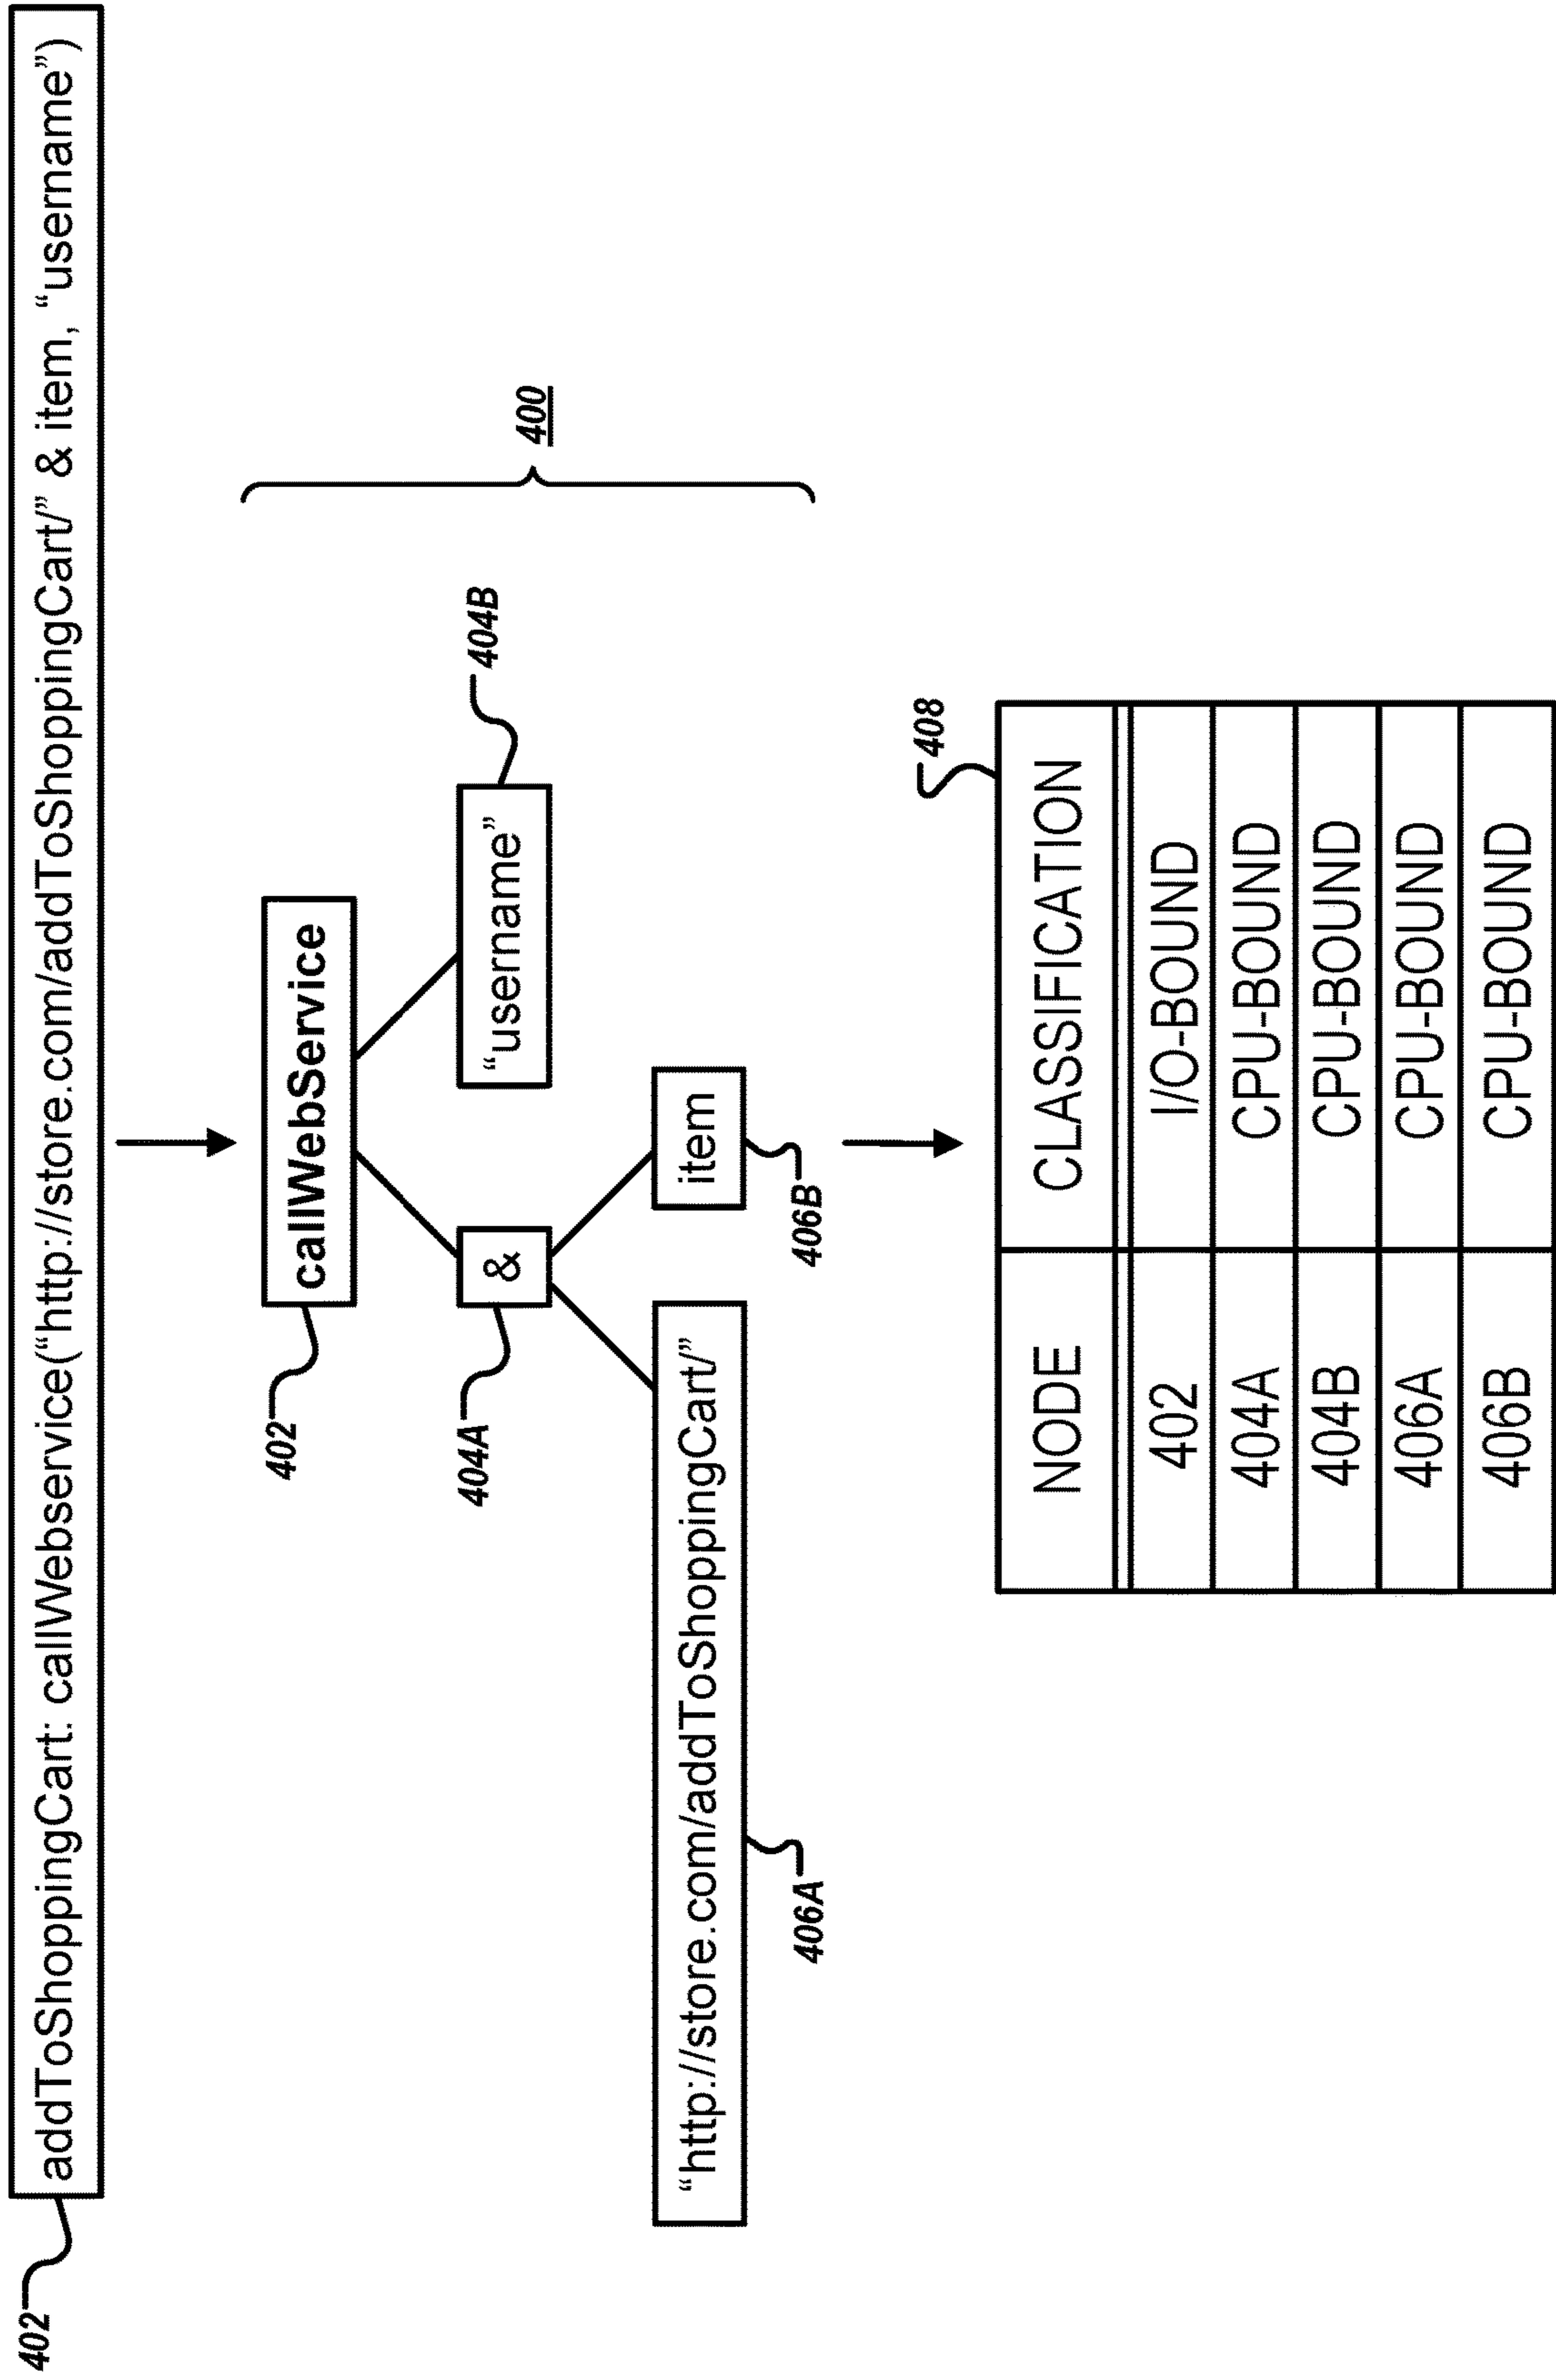 402
addToShoppingCart: callWebservice(“http://store.com/addToShoppingCart/” & item, “username”)
402
callWebService
400
404A
&
“username”
404B
“http://store.com/addToShoppingCart/”
item
406A
406B
408
NODE CLASSIFICATION
402 I/O-BOUND
404A CPU-BOUND
404B CPU-BOUND
406A CPU-BOUND
406B CPU-BOUND